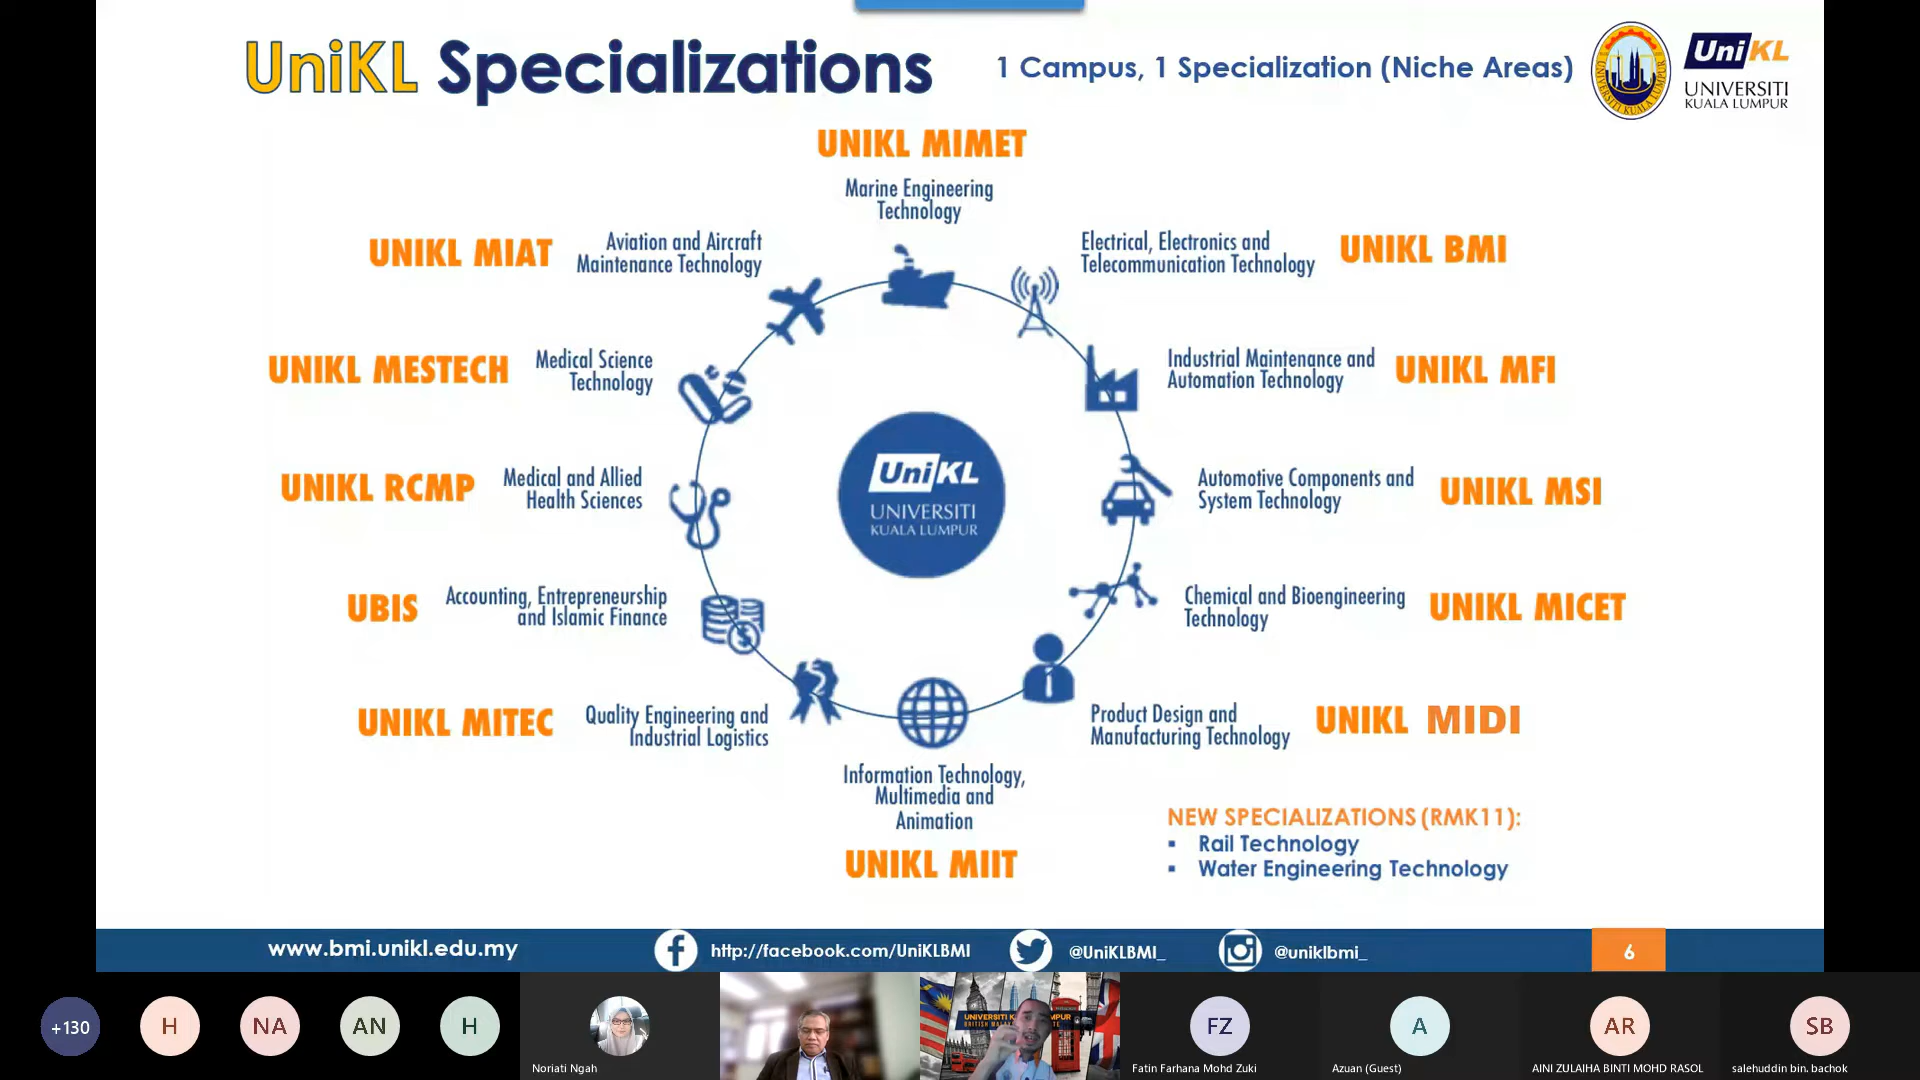 UniKL Specializations
1 Campus, 1 Specialization (Niche Areas)
UniKL
UNIVERSITI
KUALA LUMPUR
UNIKL MIMET
Marine Engineering
Technology
UNIKL MIAT
Aviation and Aircraft
Maintenance Technology
Electrical, Electronics and
Telecommunication Technology
UNIKL BMI
UNIKL MESTECH
Medical Science
Technology
Industrial Maintenance and
Automation Technology
UNIKL MFI
UNIKL RCMP
Medical and Allied
Health Sciences
UniKL
UNIVERSITI
KUALA LUMPUR
Automotive Components and
System Technology
UNIKL MSI
UBIS
Accounting, Entrepreneurship
and Islamic Finance
Chemical and Bioengineering
Technology
UNIKL MICET
UNIKL MITEC
Quality Engineering and
Industrial Logistics
Product Design and
Manufacturing Technology
UNIKL MIDI
Information Technology,
Multimedia and
Animation
UNIKL MIIT
NEW SPECIALIZATIONS (RMK11):
▪ Rail Technology
▪ Water Engineering Technology
www.bmi.unikl.edu.my
http://facebook.com/UniKLBMI
@UniKLBMI_
@uniklbmi_
6
+130
H
NA
AN
H
Noriati Ngah
FZ
Fatin Farhana Mohd Zuki
A
Azuan (Guest)
AR
AINI ZULAIHA BINTI MOHD RASOL
SB
salehuddin bin. bachok